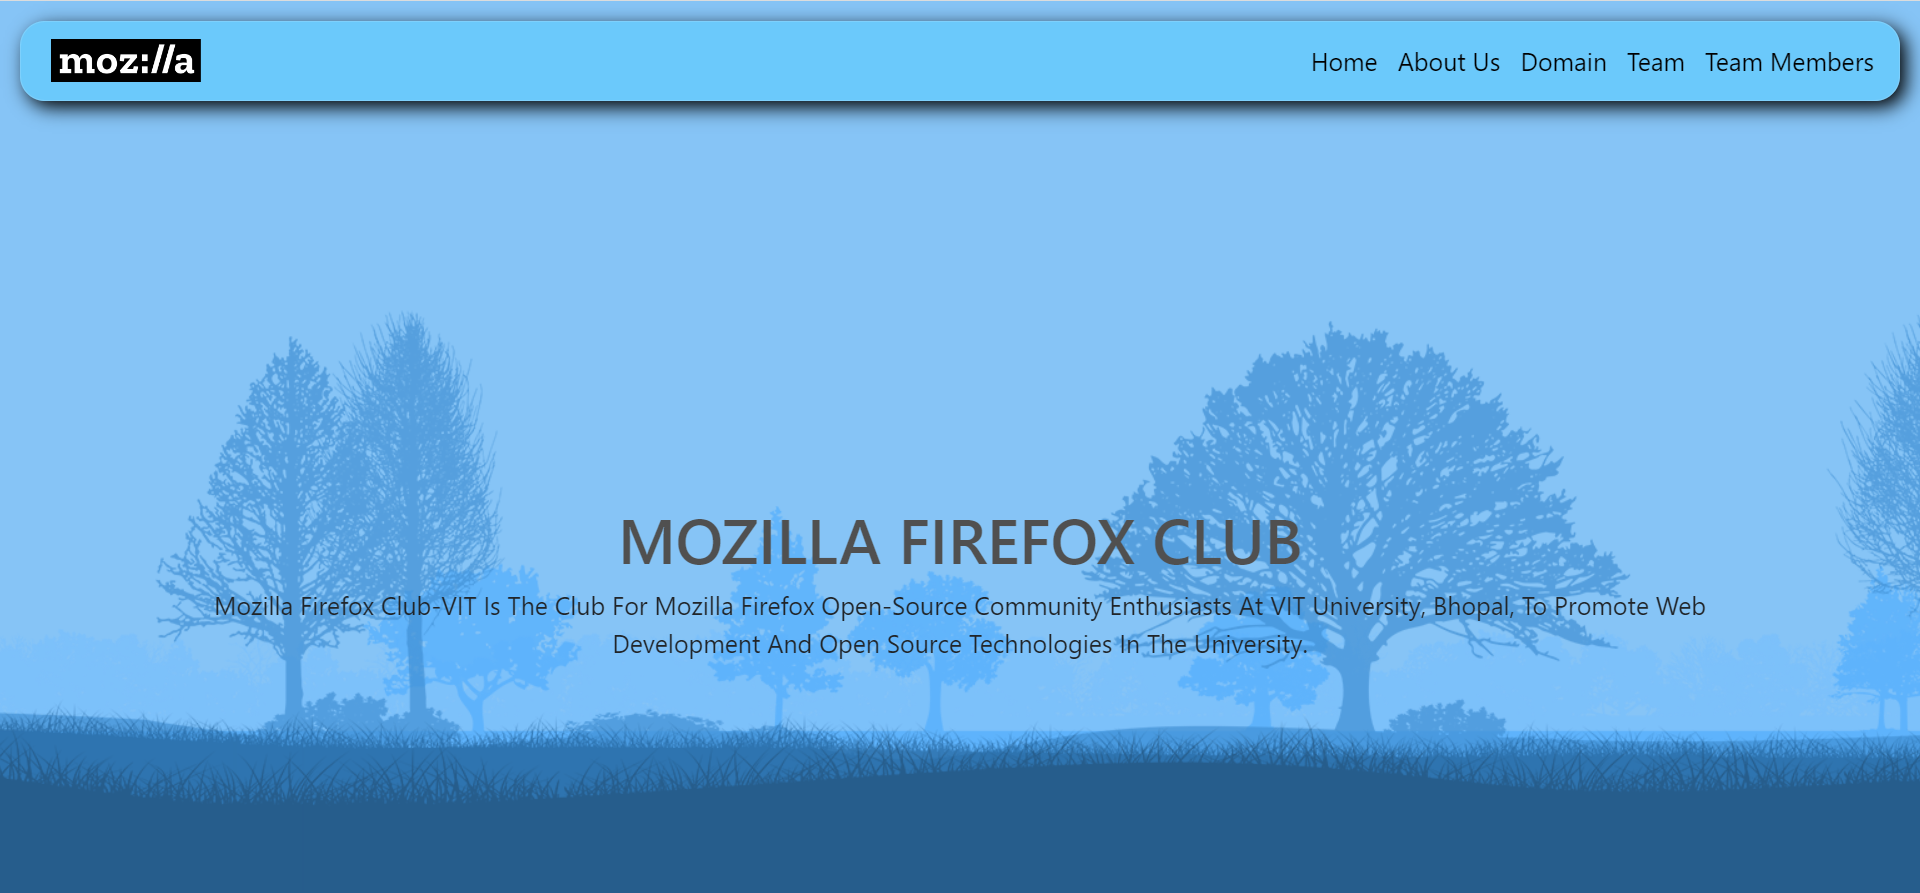 moz://a
Home About Us Domain Team Team Members
MOZILLA FIREFOX CLUB
Mozilla Firefox Club-VIT Is The Club For Mozilla Firefox Open-Source Community Enthusiasts At VIT University, Bhopal, To Promote Web
Development And Open Source Technologies In The University.